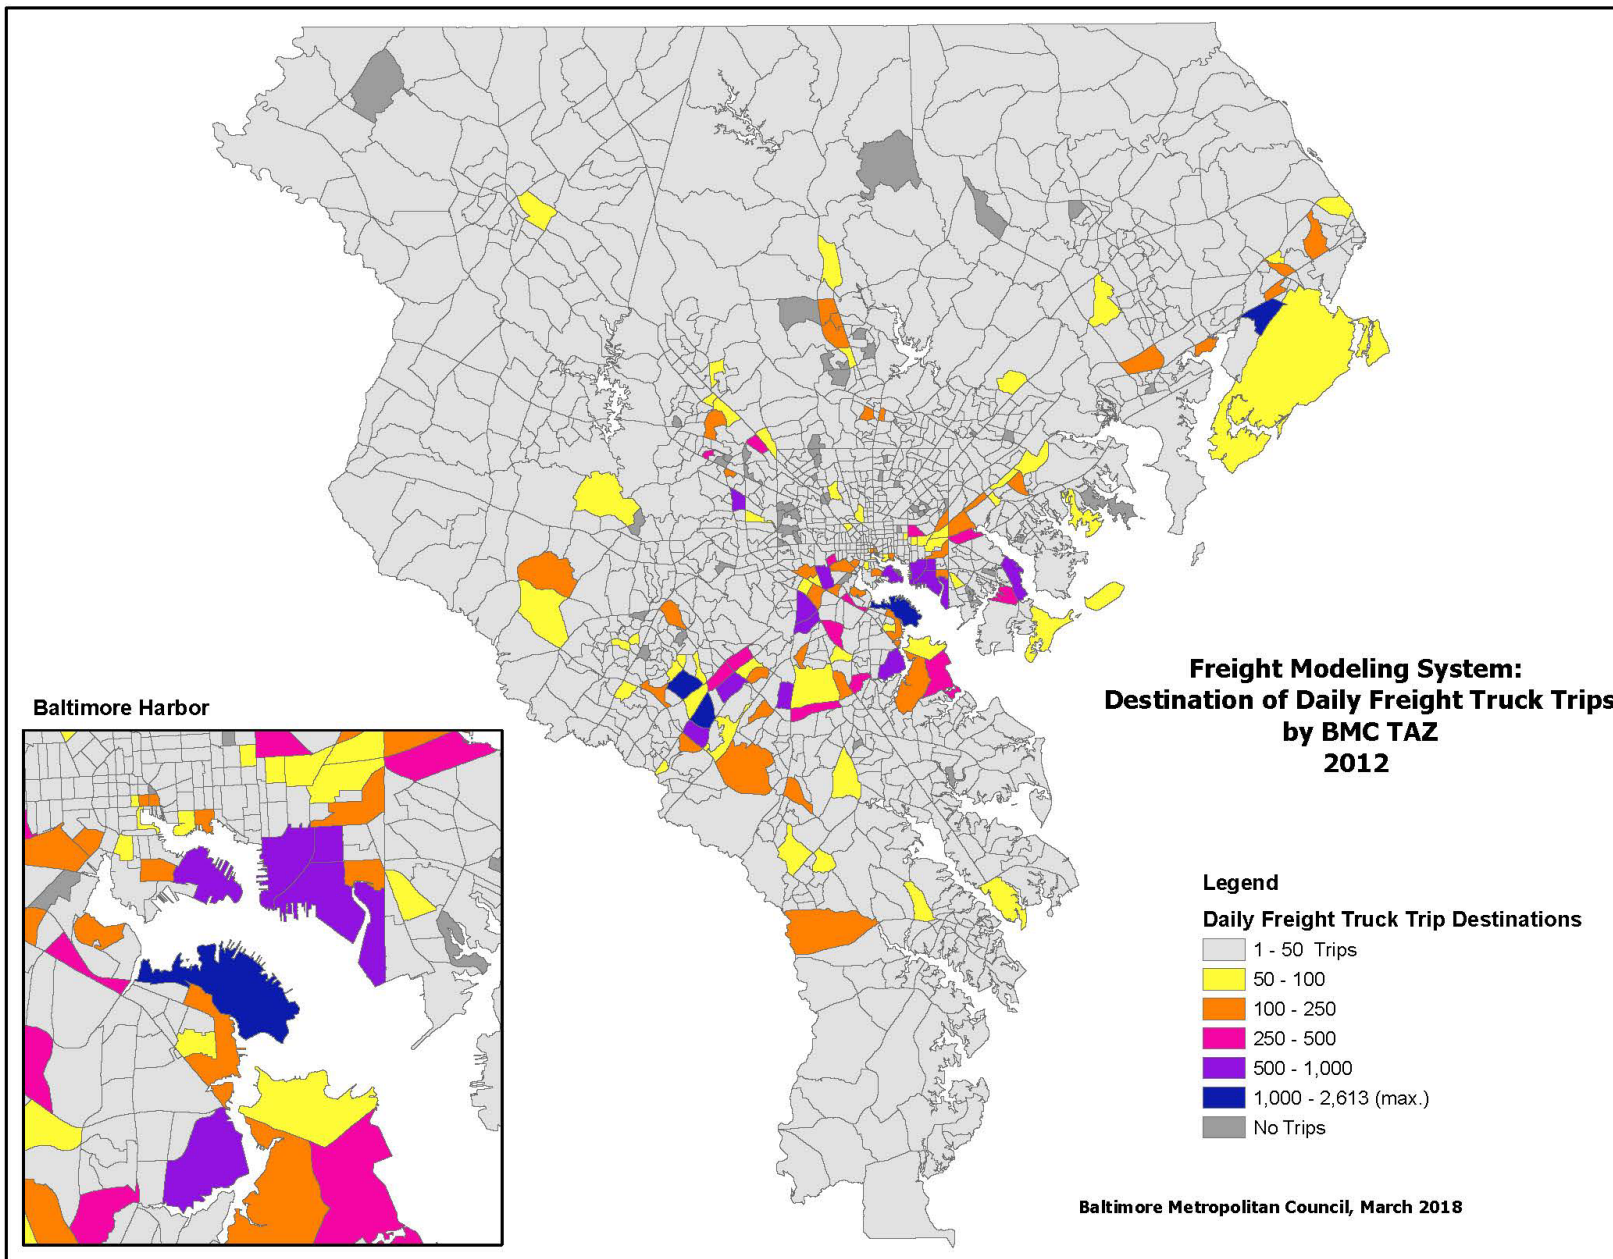 Freight Modeling System:
Destination of Daily Freight Truck Trips
by BMC TAZ
2012
Baltimore Harbor
Legend
Daily Freight Truck Trip Destinations
1 - 50 Trips
50 - 100
100 - 250
250 - 500
500 - 1,000
1,000 - 2,613 (max.)
No Trips
Baltimore Metropolitan Council, March 2018